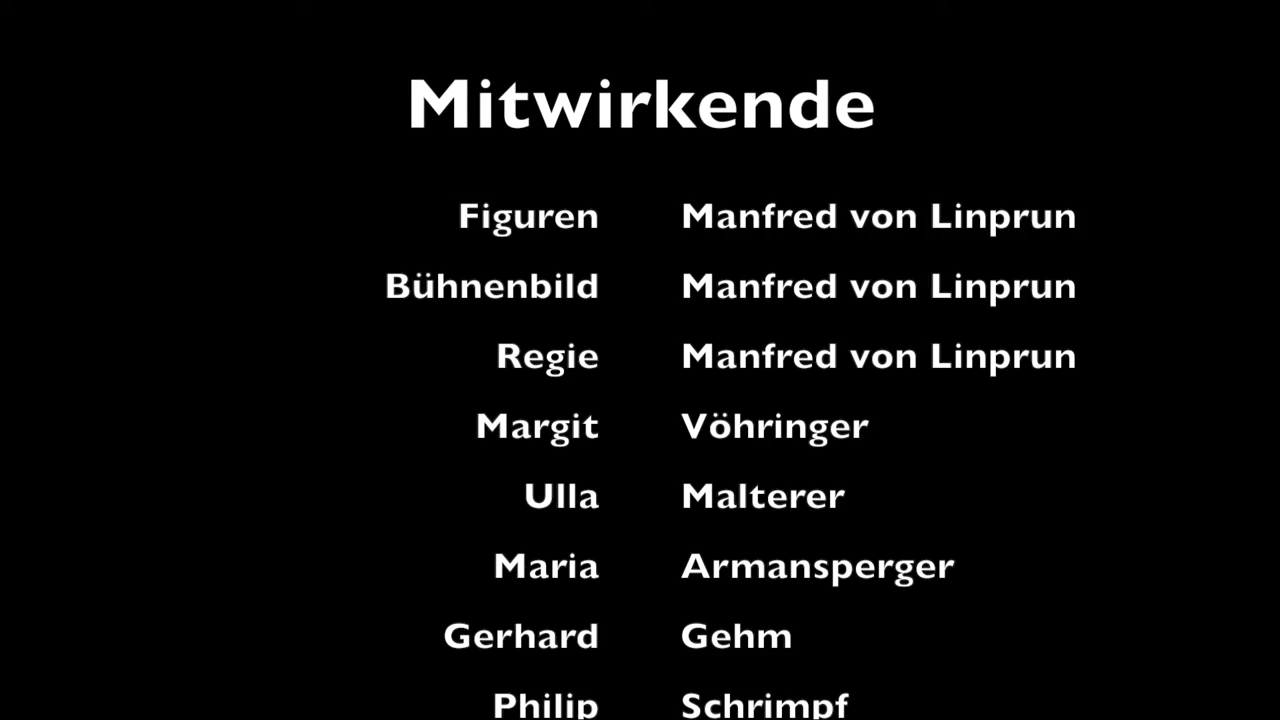 Mitwirkende
Figuren Manfred von Linprun
Bühnenbild Manfred von Linprun
Regie Manfred von Linprun
Margit Vöhringer
Ulla Malterer
Maria Armansperger
Gerhard Gehm
Philip Schrimpf